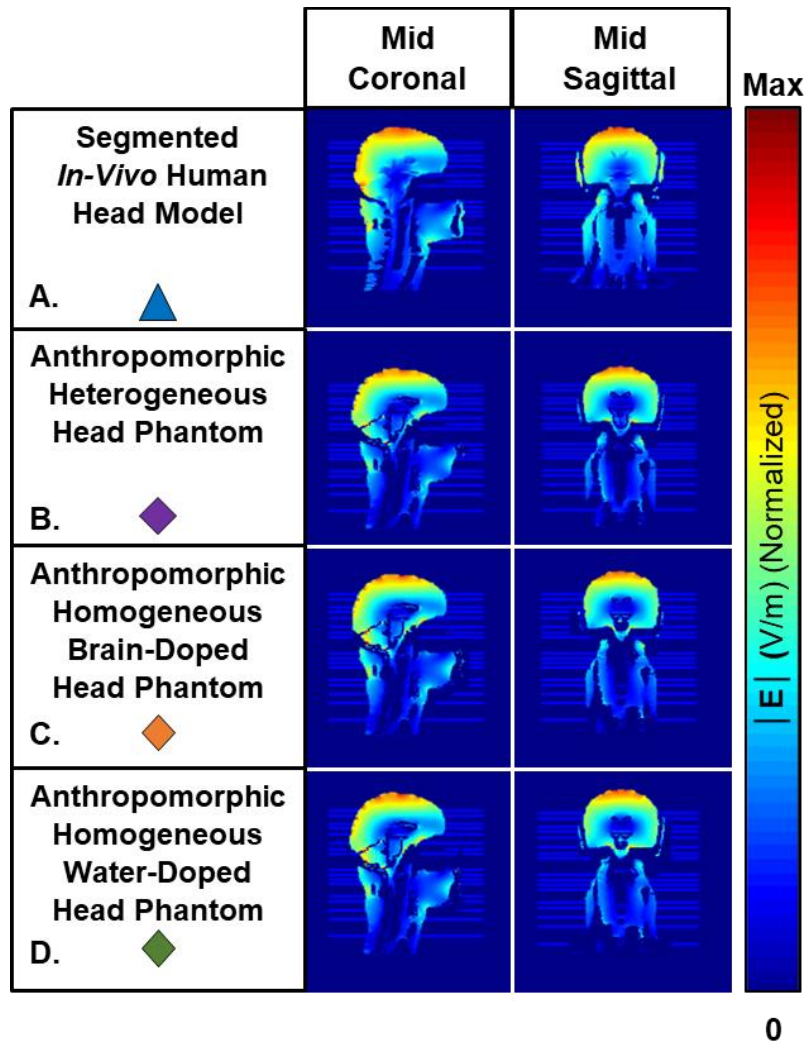 Mid
Coronal
Mid
Sagittal
Max
Segmented
In-Vivo Human
Head Model
A.
Anthropomorphic
Heterogeneous
Head Phantom
B.
Anthropomorphic
Homogeneous
Brain-Doped
Head Phantom
C.
Anthropomorphic
Homogeneous
Water-Doped
Head Phantom
D.
|E| (V/m) (Normalized)
0